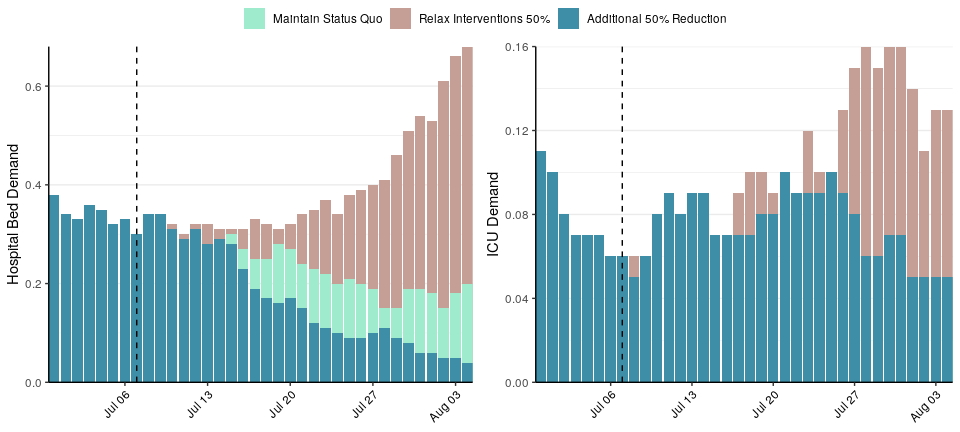 Maintain Status Quo Relax Interventions 50% Additional 50% Reduction
Hospital Bed Demand
0.6
0.4
0.2
0.0
Jul 06 Jul 13 Jul 20 Jul 27 Aug 03
ICU Demand
0.16
0.12
0.08
0.04
0.00
Jul 06 Jul 13 Jul 20 Jul 27 Aug 03